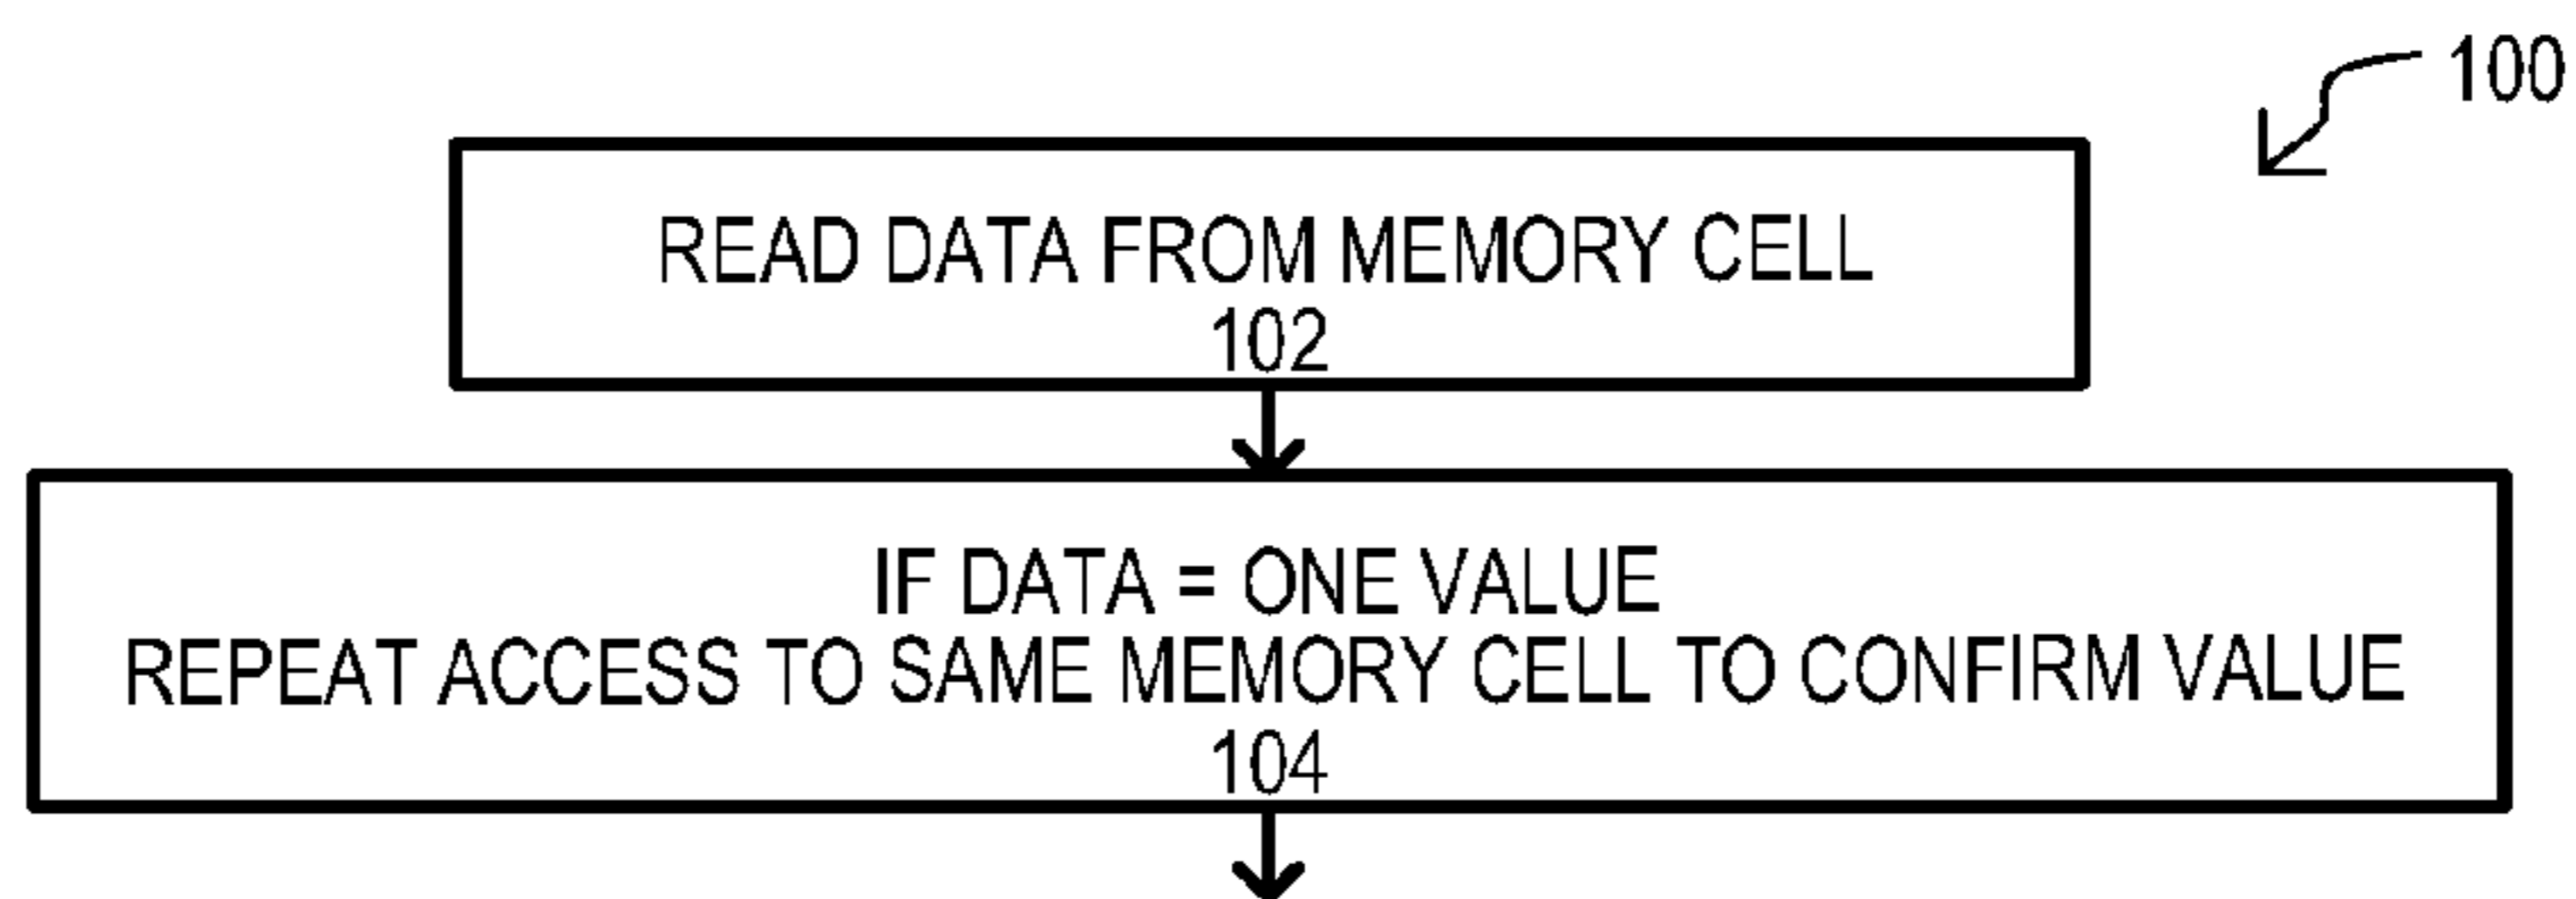 100
READ DATA FROM MEMORY CELL
102
IF DATA = ONE VALUE
REPEAT ACCESS TO SAME MEMORY CELL TO CONFIRM VALUE
104